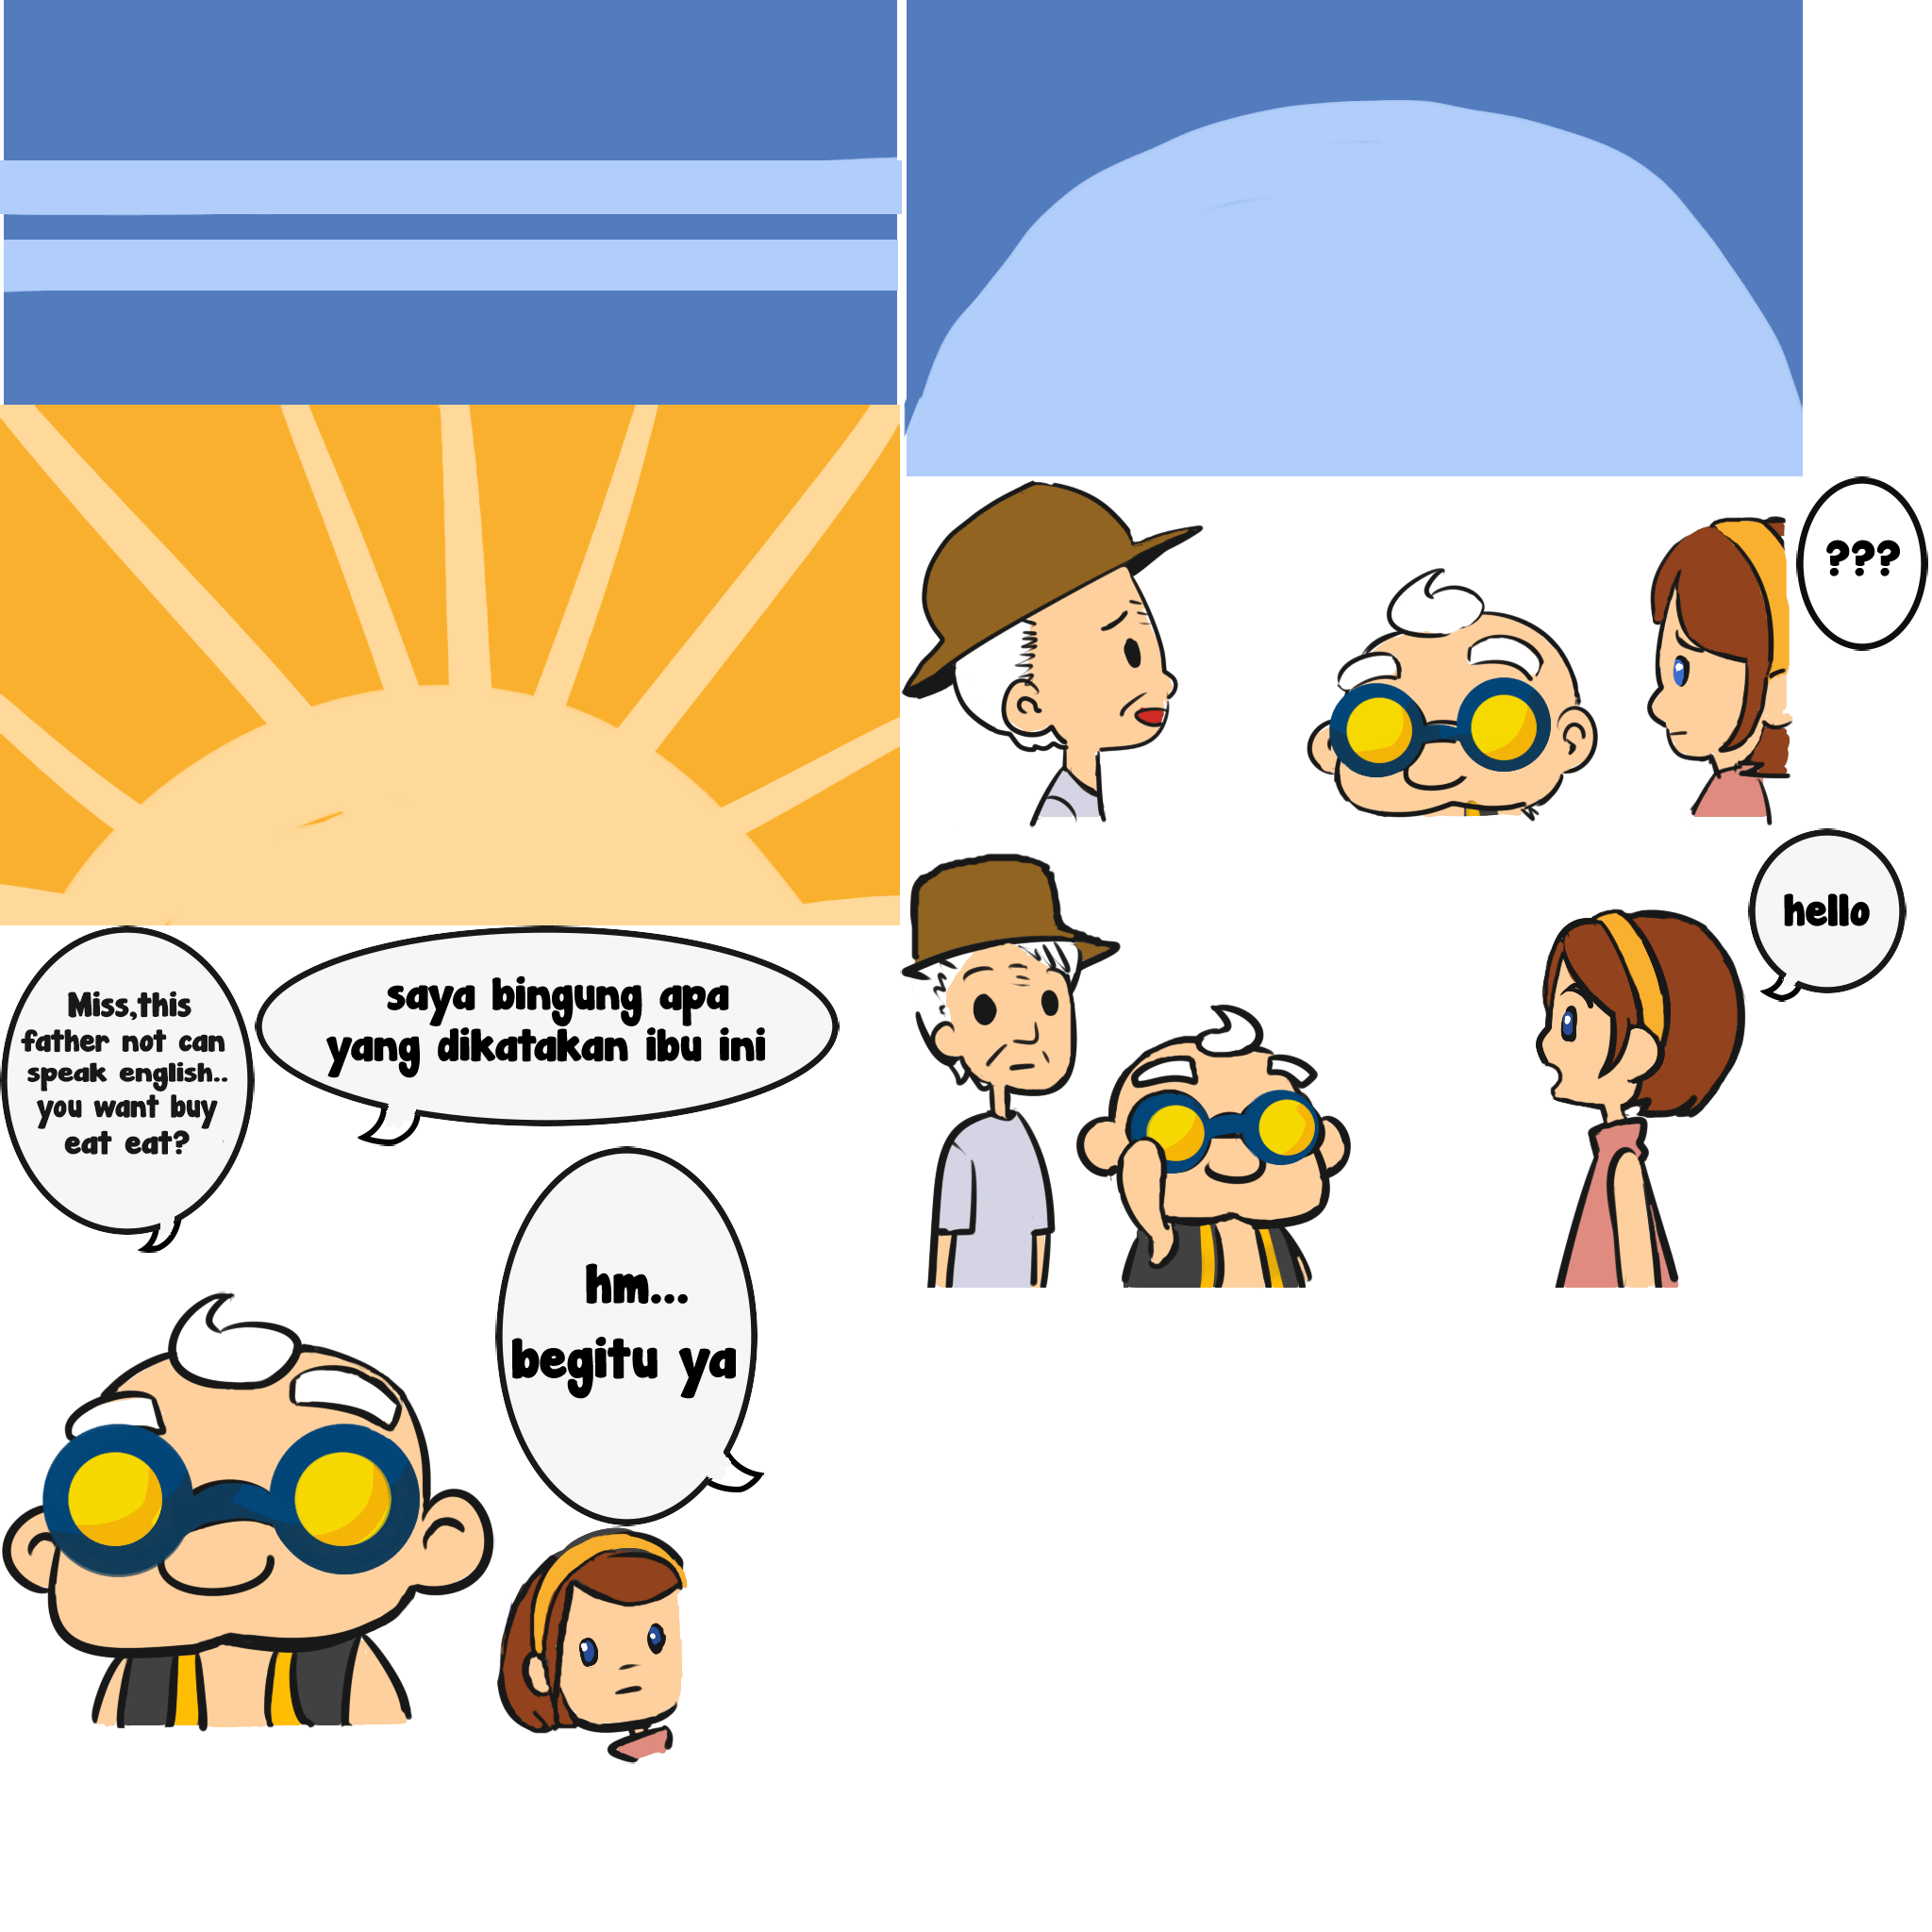 ???
hello
Miss,this
father not can
speak english..
you want buy
eat eat?
saya bingung apa
yang dikatakan ibu ini
hm...
begitu ya